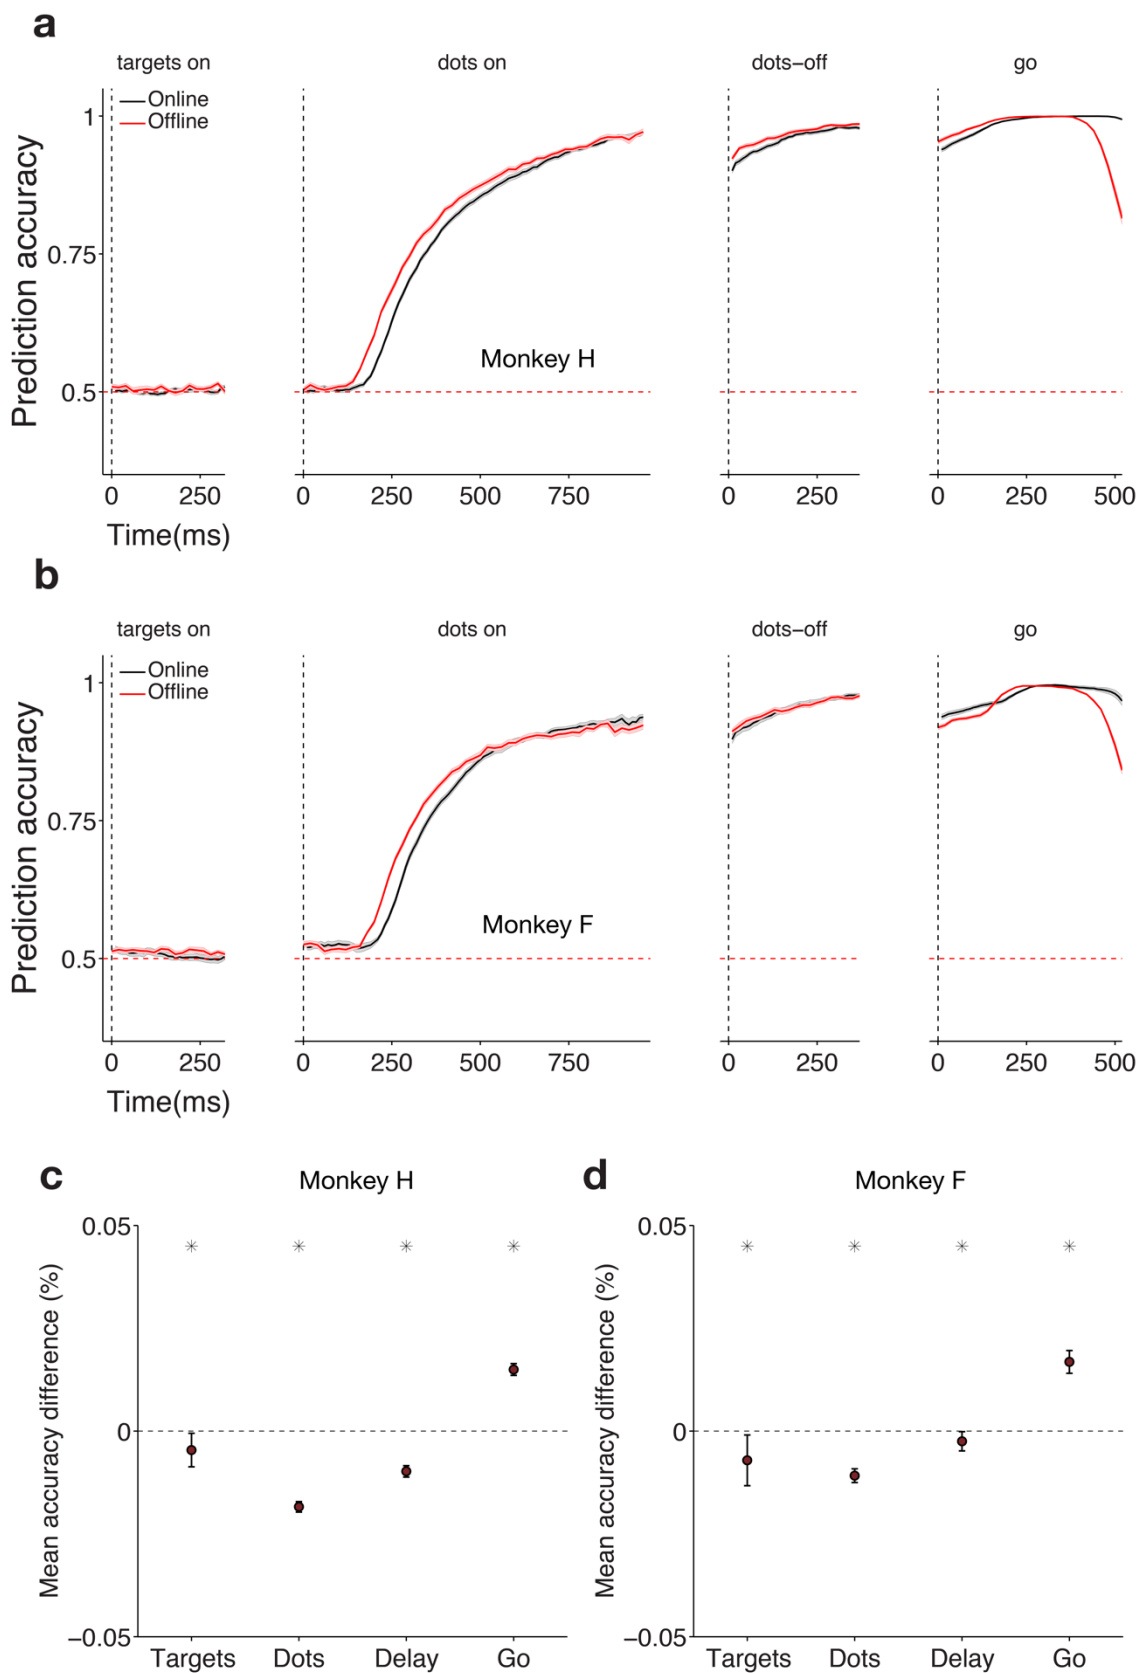 a
targets on dots on dots−off go
Online
Offline
1
0.75
0.5
Prediction accuracy
Monkey H
0 250 0 250 500 750 0 250 0 250 500
Time(ms)
b
targets on dots on dots−off go
Online
Offline
1
0.75
0.5
Prediction accuracy
Monkey F
0 250 0 250 500 750 0 250 0 250 500
Time(ms)
c
Monkey H
0.05
0
−0.05
Mean accuracy difference (%)
Targets Dots Delay Go
d
Monkey F
0.05
0
−0.05
Mean accuracy difference (%)
Targets Dots Delay Go